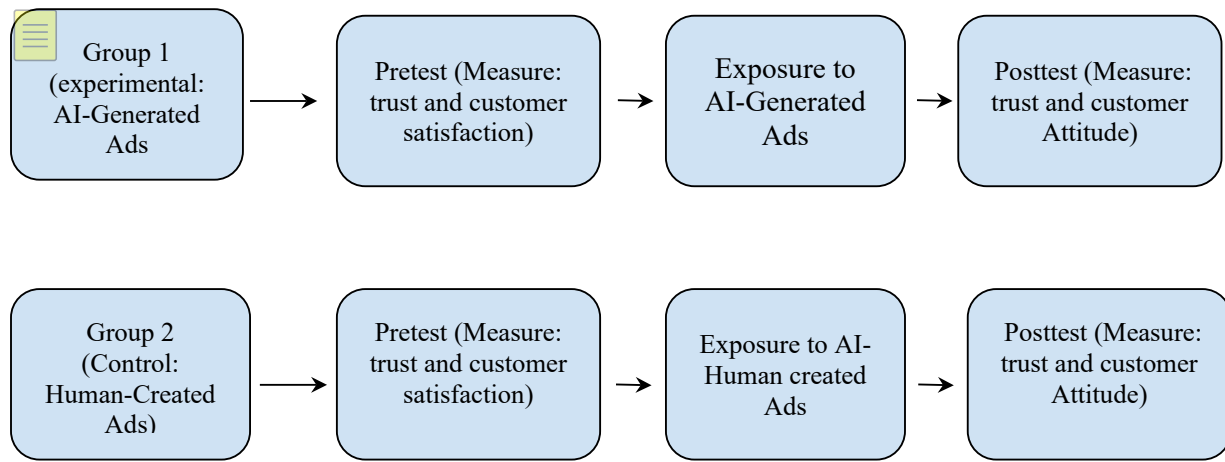 Group 1
(experimental:
AI-Generated
Ads
Pretest (Measure:
trust and customer
satisfaction)
Exposure to
AI-Generated
Ads
Posttest (Measure:
trust and customer
Attitude)
Group 2
(Control:
Human-Created
Ads)
Pretest (Measure:
trust and customer
satisfaction)
Exposure to AI-
Human created
Ads
Posttest (Measure:
trust and customer
Attitude)